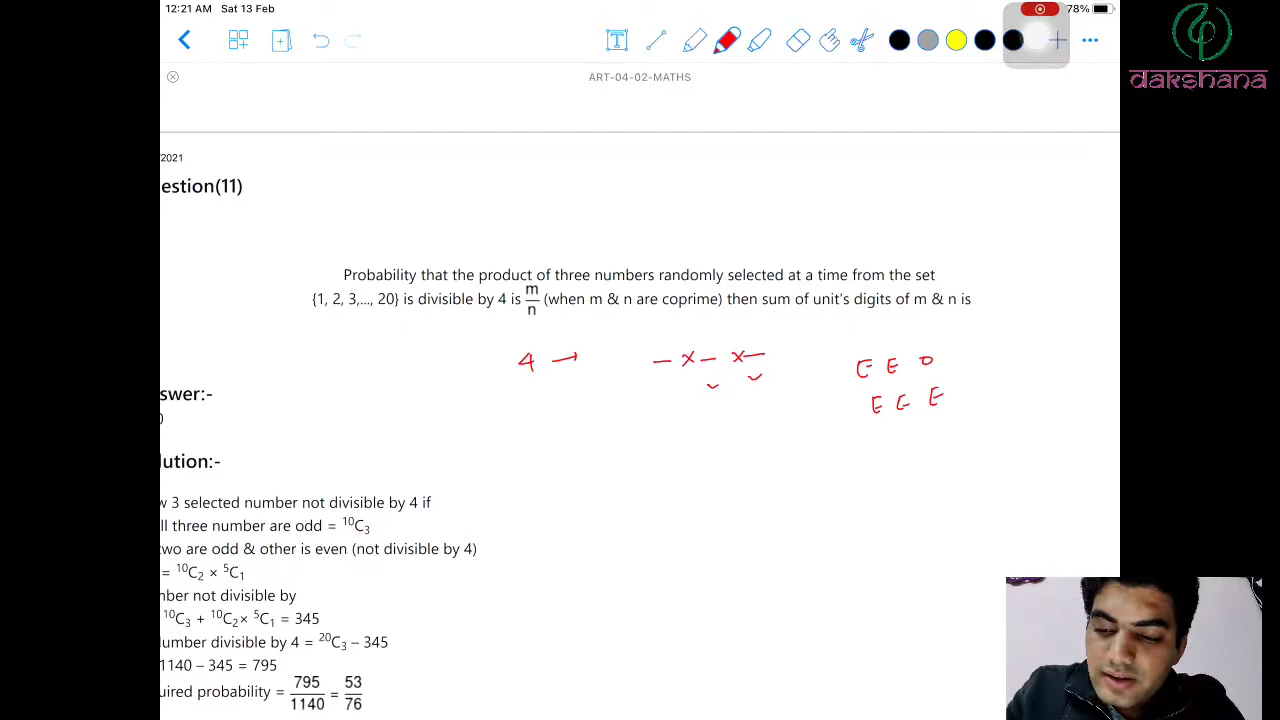 12:21 AM Sat 13 Feb
78%
dakshana
ART-04-02-MATHS
2021
estion(11)
Probability that the product of three numbers randomly selected at a time from the set
{1, 2, 3,..., 20} is divisible by 4 is m/n (when m & n are coprime) then sum of unit's digits of m & n is
4 → — × — × — E E O
E E E
swer:-
lution:-
3 selected number not divisible by 4 if
ll three number are odd = ¹⁰C₃
two are odd & other is even (not divisible by 4)
= ¹⁰C₂ × ⁵C₁
nber not divisible by
¹⁰C₃ + ¹⁰C₂× ⁵C₁ = 345
umber divisible by 4 = ²⁰C₃ – 345
1140 – 345 = 795
uired probability = 795/1140 = 53/76